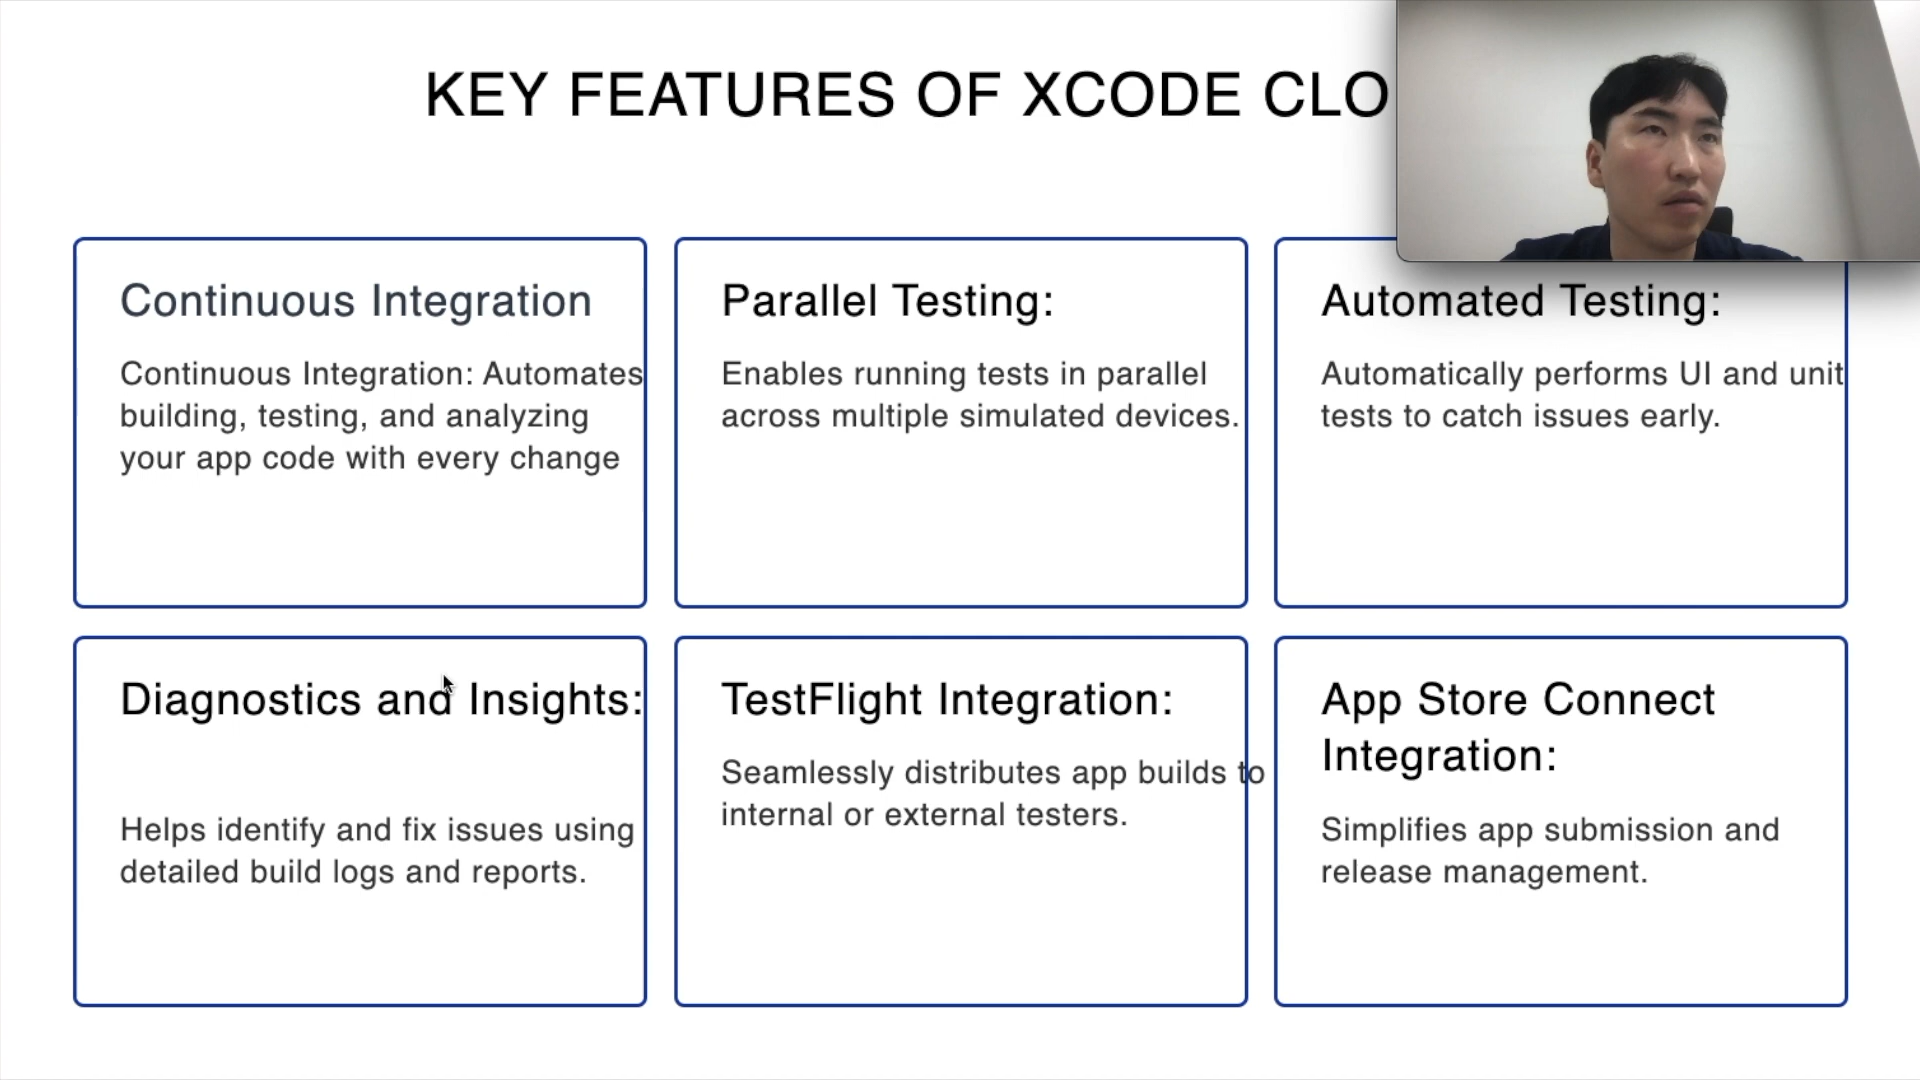 KEY FEATURES OF XCODE CLO
Continuous Integration
Continuous Integration: Automates
building, testing, and analyzing
your app code with every change
Parallel Testing:
Enables running tests in parallel
across multiple simulated devices.
Automated Testing:
Automatically performs UI and unit
tests to catch issues early.
Diagnostics and Insights:
Helps identify and fix issues using
detailed build logs and reports.
TestFlight Integration:
Seamlessly distributes app builds to
internal or external testers.
App Store Connect
Integration:
Simplifies app submission and
release management.